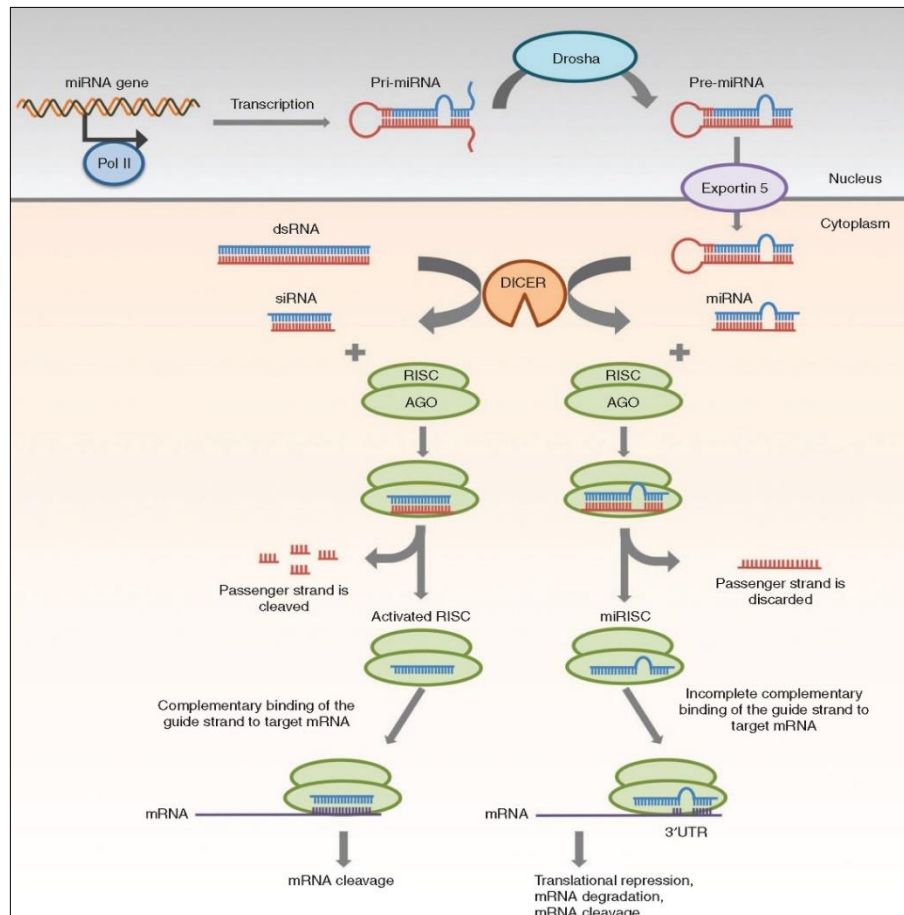 miRNA gene
Transcription
Pol II
Pri-miRNA
Drosha
Pre-miRNA
Exportin 5
Nucleus
Cytoplasm
dsRNA
DICER
siRNA
miRNA
RISC
AGO
RISC
AGO
Passenger strand is
cleaved
Passenger strand is
discarded
Activated RISC
miRISC
Complementary binding of the
guide strand to target mRNA
Incomplete complementary
binding of the guide strand to
target mRNA
mRNA
mRNA
3′UTR
mRNA cleavage
Translational repression,
mRNA degradation,
mRNA cleavage